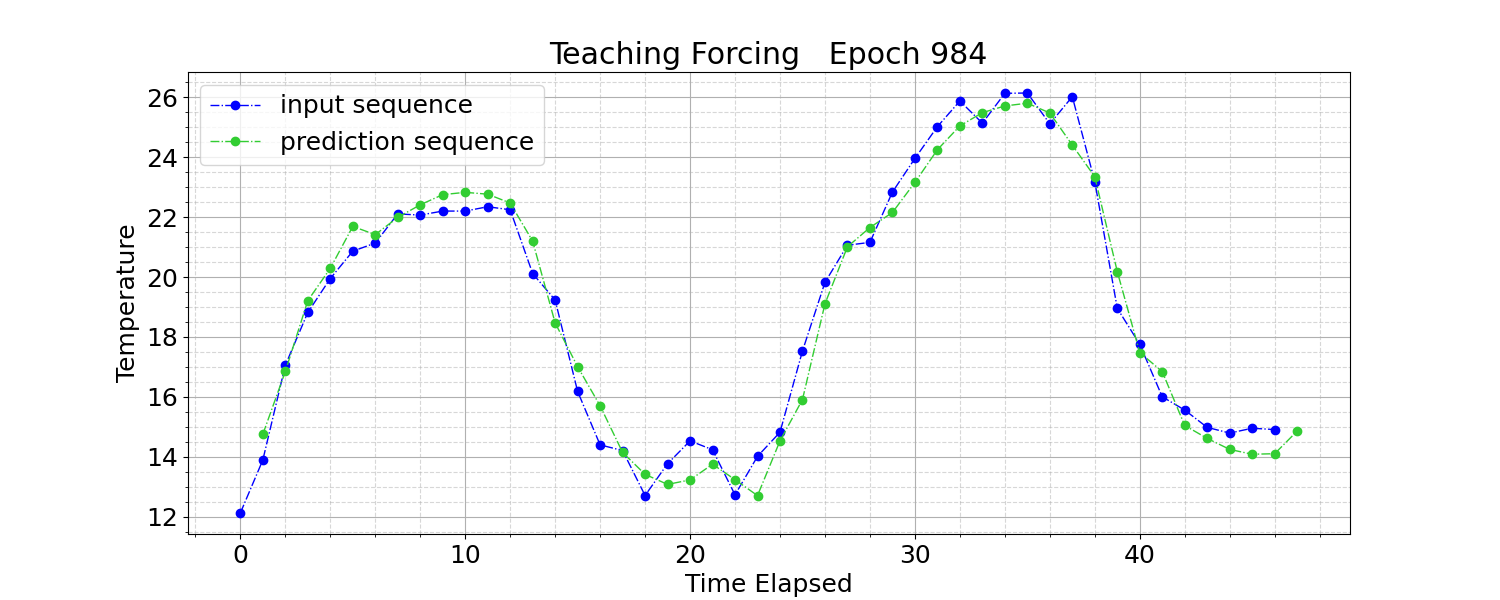 Teaching Forcing   Epoch 984
input sequence
prediction sequence
Temperature
26
24
22
20
18
16
14
12
0 10 20 30 40
Time Elapsed